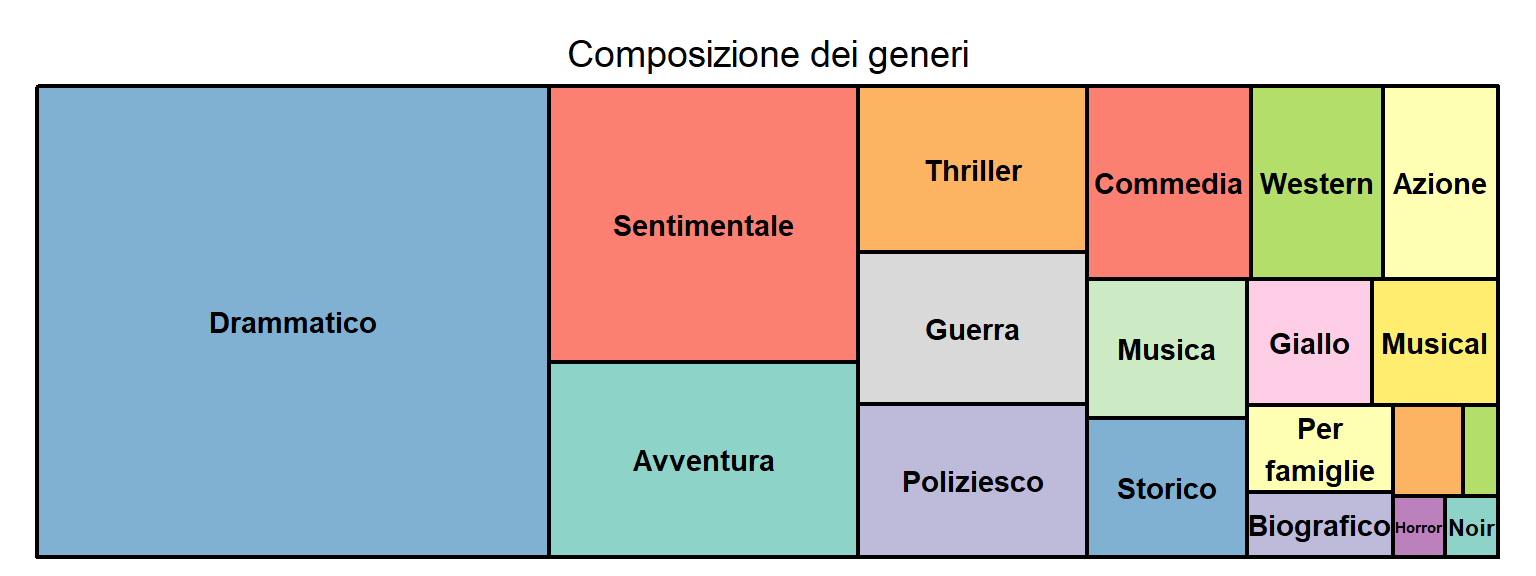 Composizione dei generi
Drammatico
Sentimentale
Avventura
Thriller
Guerra
Poliziesco
Commedia
Western
Azione
Musica
Giallo
Musical
Storico
Per
famiglie
Biografico
Horror
Noir